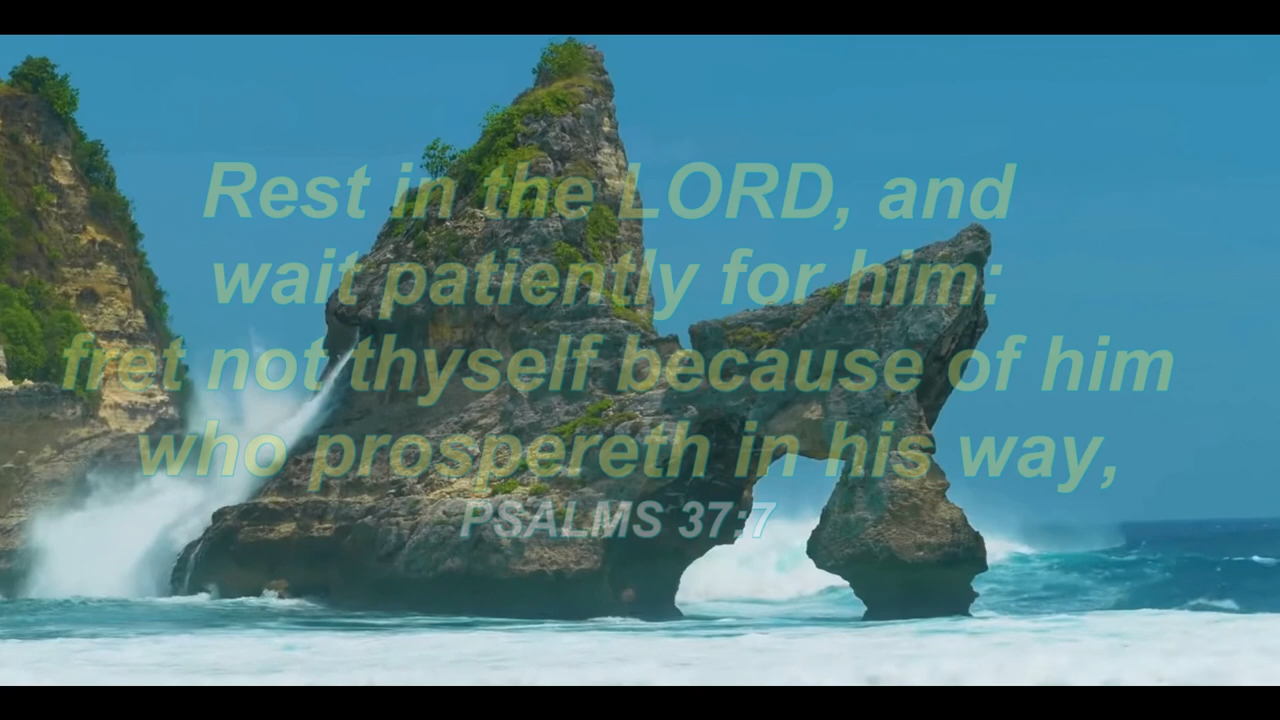 Rest in the LORD, and
wait patiently for him:
fret not thyself because of him
who prospereth in his way,
PSALMS 37:7